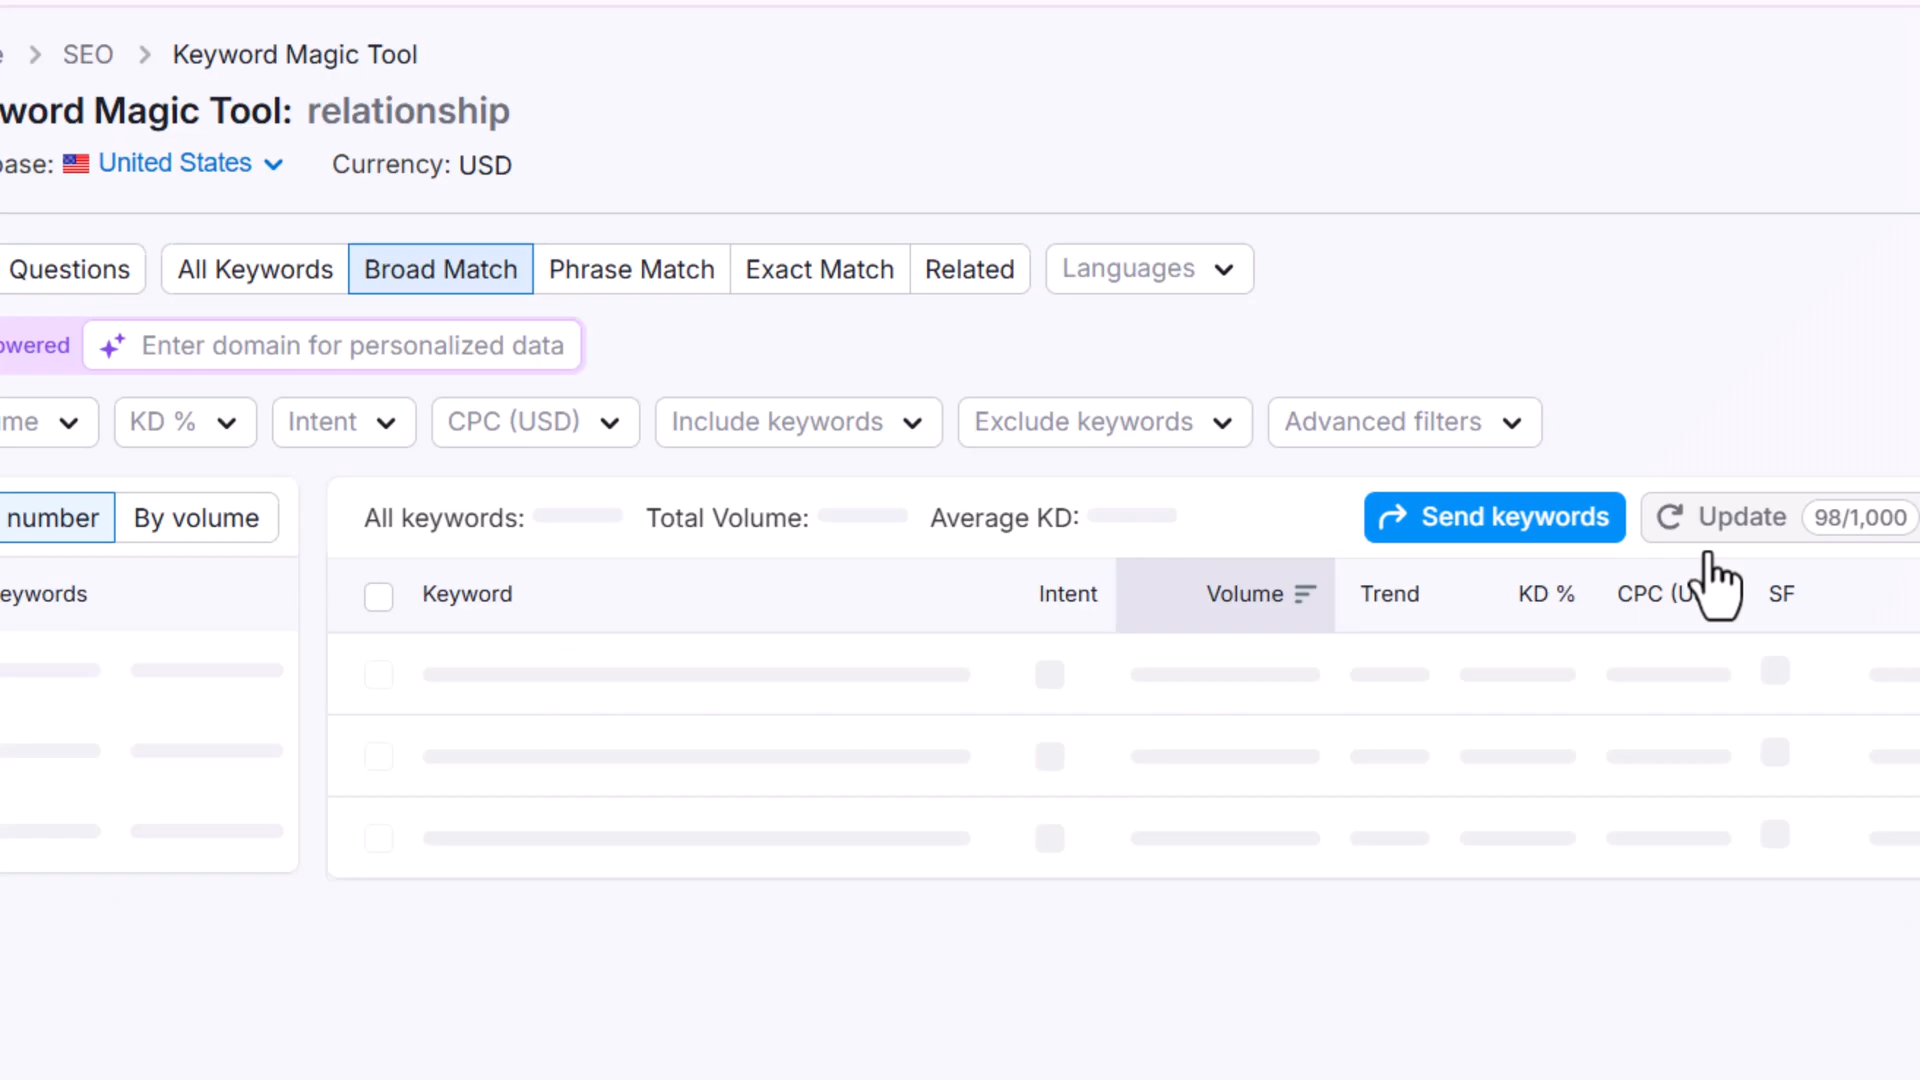 SEO > Keyword Magic Tool
word Magic Tool: relationship
base: United States Currency: USD
Questions All Keywords Broad Match Phrase Match Exact Match Related Languages
owered Enter domain for personalized data
me KD % Intent CPC (USD) Include keywords Exclude keywords Advanced filters
number By volume All keywords: Total Volume: Average KD: Send keywords Update 98/1,000
eywords Keyword Intent Volume Trend KD % CPC (U SF